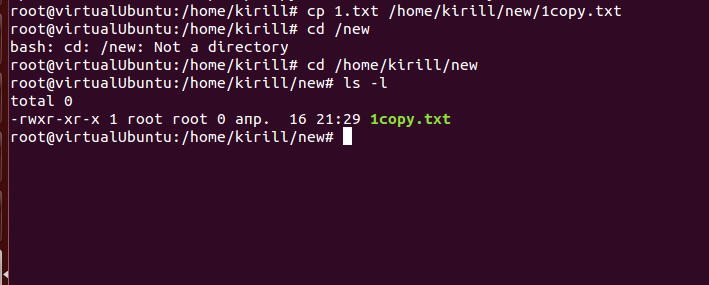 root@virtualUbuntu:/home/kirill# cp 1.txt /home/kirill/new/1copy.txt
root@virtualUbuntu:/home/kirill# cd /new
bash: cd: /new: Not a directory
root@virtualUbuntu:/home/kirill# cd /home/kirill/new
root@virtualUbuntu:/home/kirill/new# ls -l
total 0
-rwxr-xr-x 1 root root 0 апр.  16 21:29 1copy.txt
root@virtualUbuntu:/home/kirill/new#